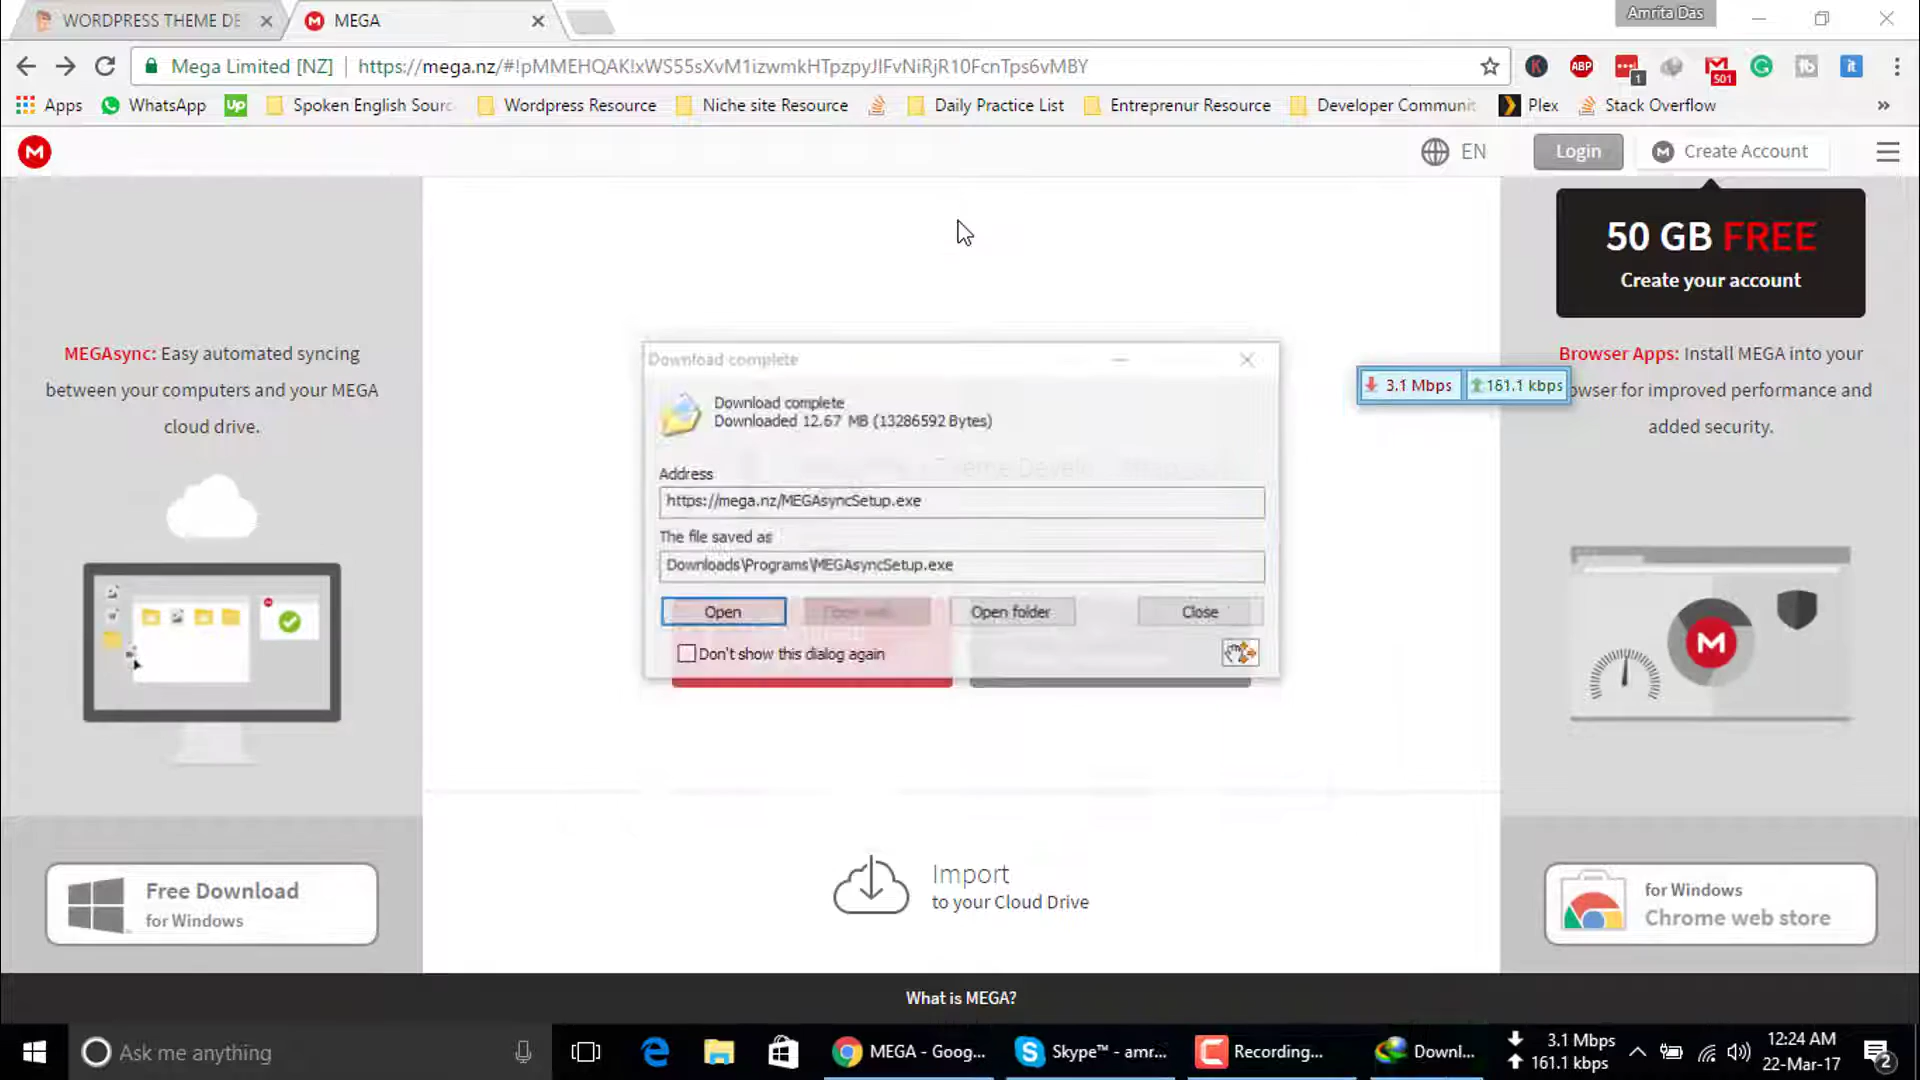 WORDPRESS THEME DE
MEGA
Amrita Das
Mega Limited [NZ]
https://mega.nz/#!pMMEHQAK!xWS55sXvM1izwmkHTpzpyJIFvNiRjR10FcnTps6vMBY
ABP
1
501
Apps
WhatsApp
Up
Spoken English Sourc
Wordpress Resource
Niche site Resource
Daily Practice List
Entreprenur Resource
Developer Communit
Plex
Stack Overflow
»
EN
Login
Create Account
50 GB FREE
Create your account
MEGAsync: Easy automated syncing
between your computers and your MEGA
cloud drive.
Browser Apps: Install MEGA into your
owser for improved performance and
added security.
3.1 Mbps
161.1 kbps
Download complete
Download complete
Downloaded 12.67 MB (13286592 Bytes)
Address
https://mega.nz/MEGAsyncSetup.exe
The file saved as
Downloads\Programs\MEGAsyncSetup.exe
Open
Open folder
Close
Don't show this dialog again
Free Download
for Windows
Import
to your Cloud Drive
for Windows
Chrome web store
What is MEGA?
Ask me anything
MEGA - Goog...
Skype™ - amr...
Recording...
Downl...
3.1 Mbps
161.1 kbps
12:24 AM
22-Mar-17
2